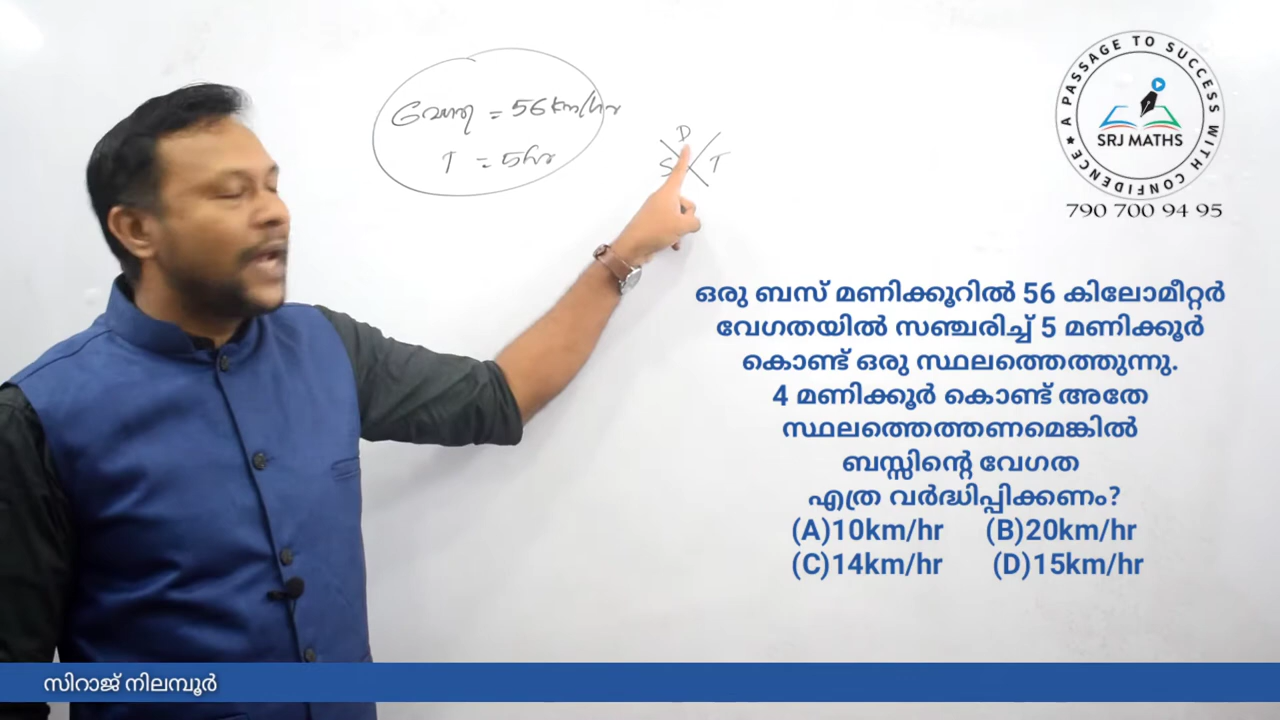 വേഗത = 56km/hr
T = 5hr
D
S T
A PASSAGE TO SUCCESS WITH CONFIDENCE ★
SRJ MATHS
790 700 94 95
ഒരു ബസ് മണിക്കൂറിൽ 56 കിലോമീറ്റർ
വേഗതയിൽ സഞ്ചരിച്ച് 5 മണിക്കൂർ
കൊണ്ട് ഒരു സ്ഥലത്തെത്തുന്നു.
4 മണിക്കൂർ കൊണ്ട് അതേ
സ്ഥലത്തെത്തണമെങ്കിൽ
ബസ്സിന്റെ വേഗത
എത്ര വർദ്ധിപ്പിക്കണം?
(A)10km/hr (B)20km/hr
(C)14km/hr (D)15km/hr
സിറാജ് നിലമ്പൂർ